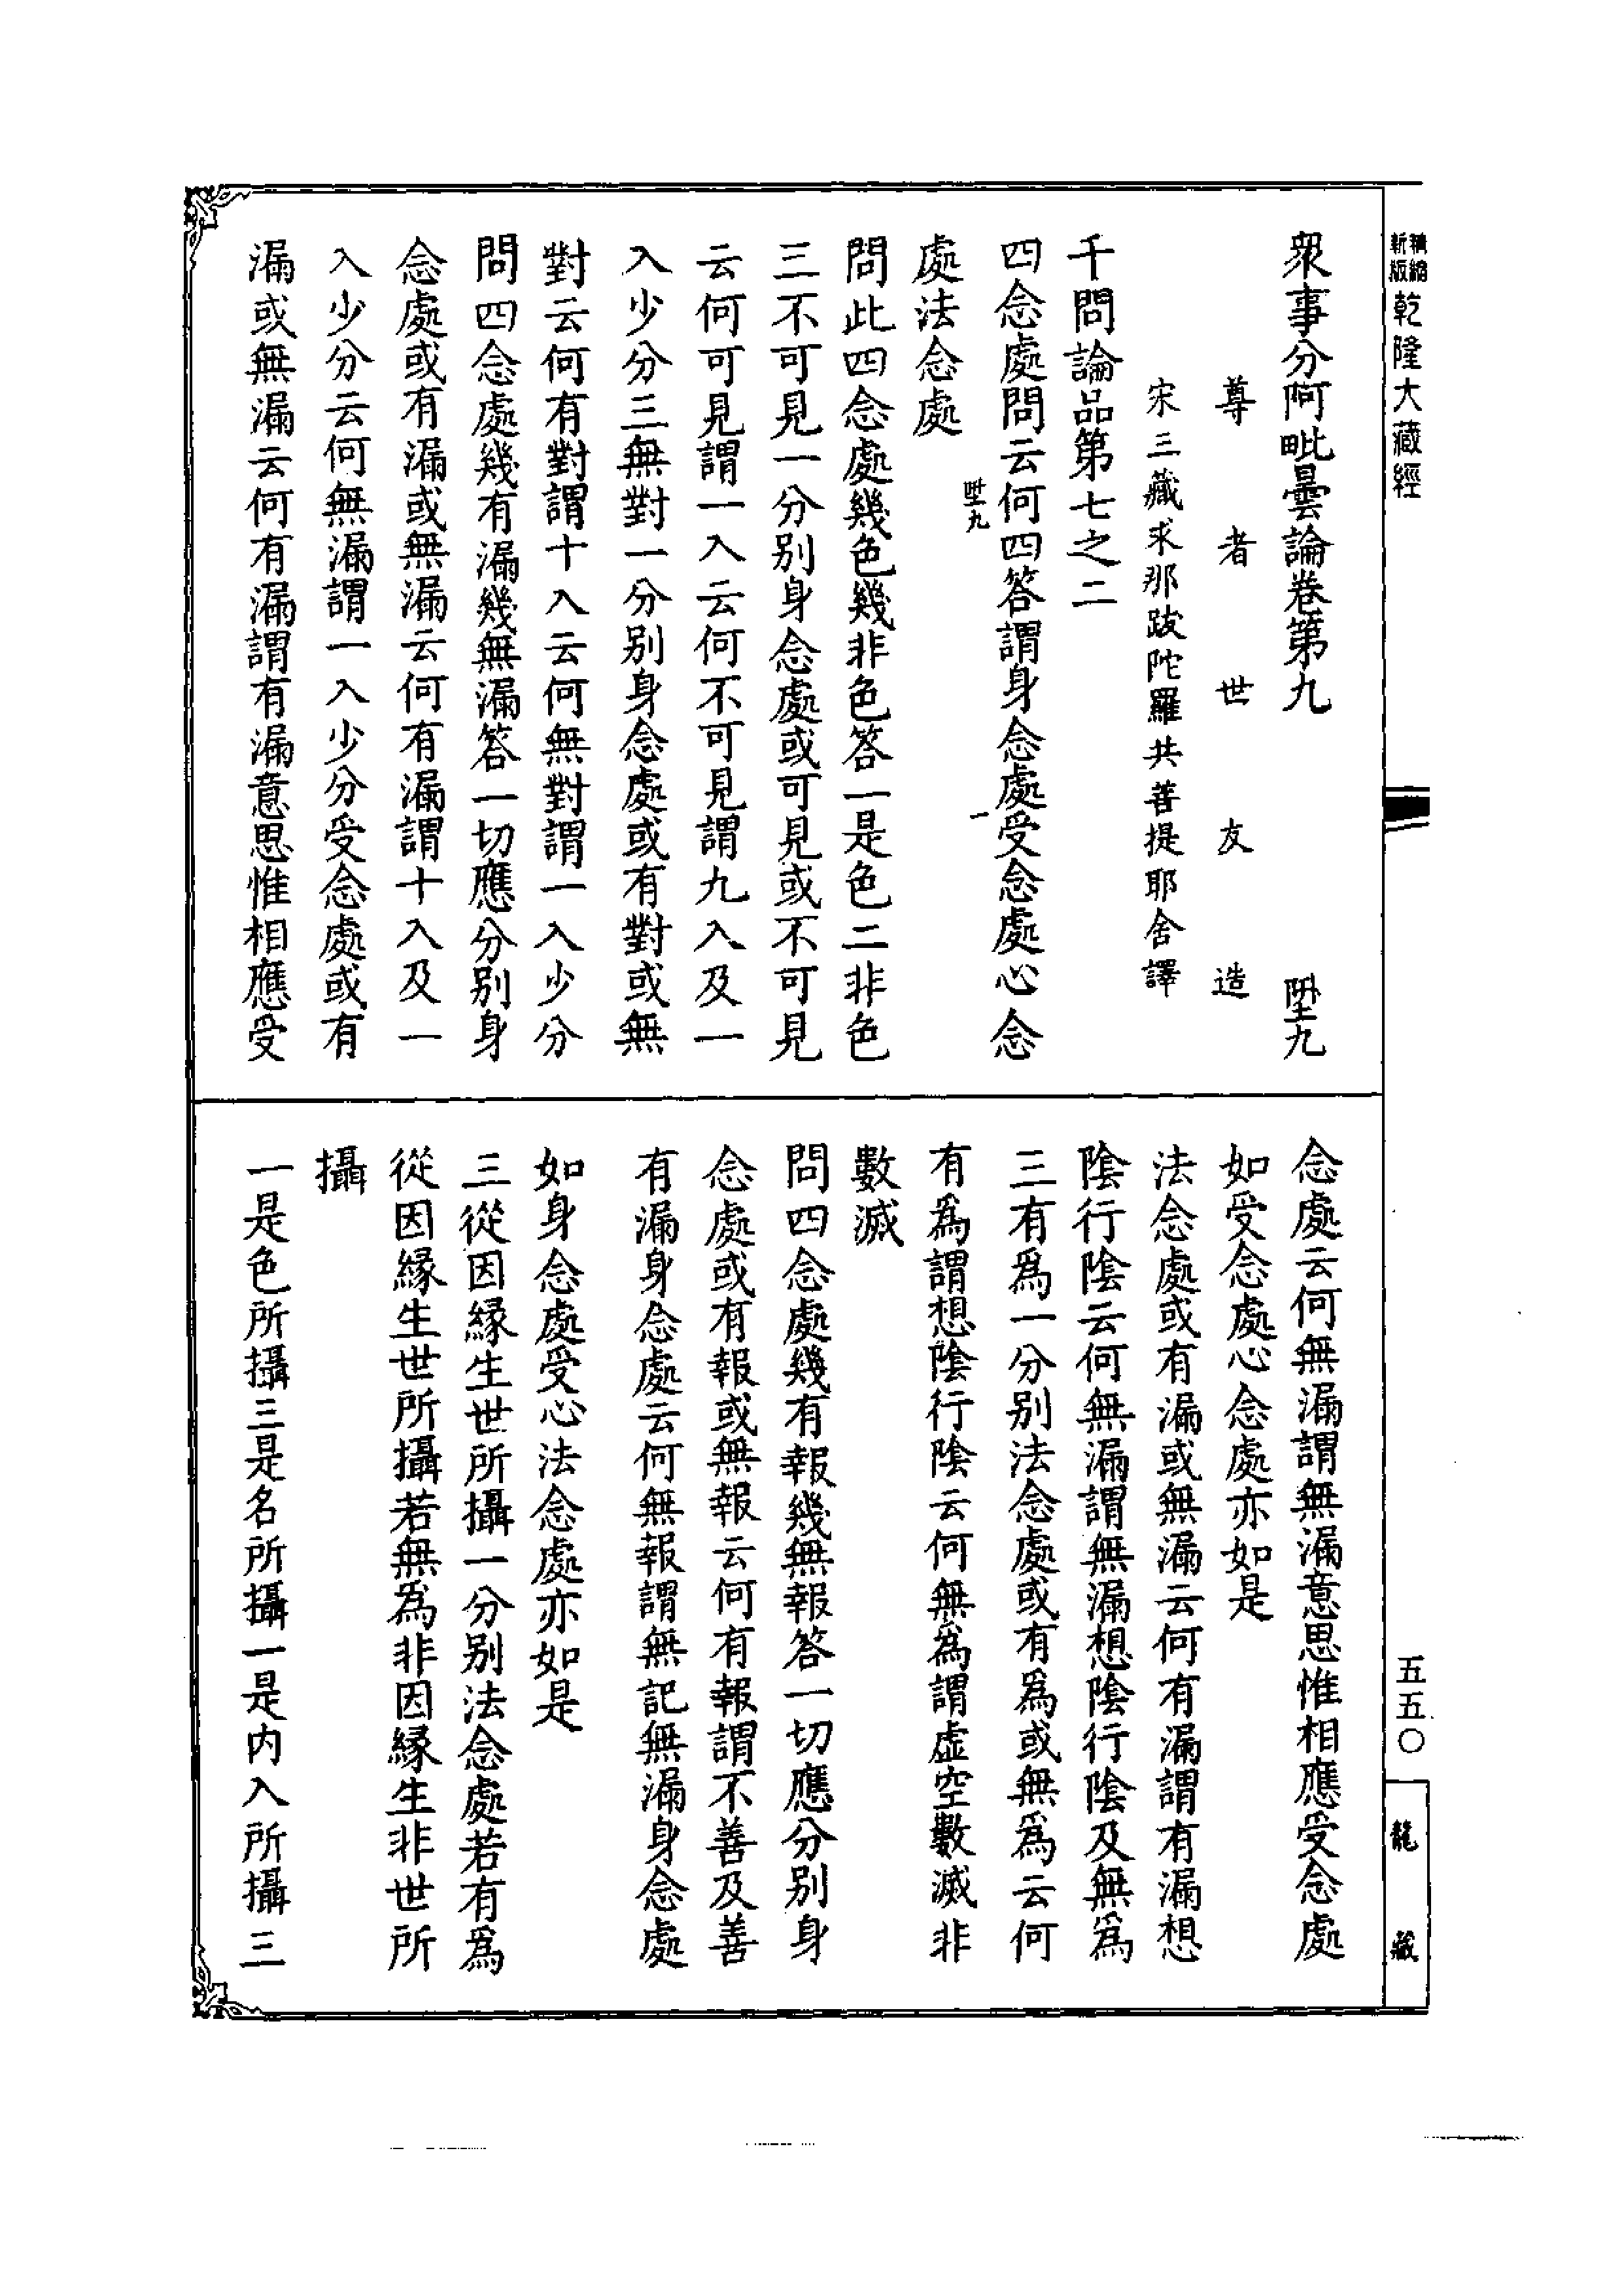 精縮
新版
乾隆大藏經
五五〇
龍藏
衆事分阿毗曇論卷第九 陞九
尊者世友造
宋三藏求那跋陀羅共菩提耶舍譯
千問論品第七之二
四念處問云何四答謂身念處受念處心念
陞九 一
處法念處
問此四念處幾色幾非色答一是色二非色
三不可見一分别身念處或可見或不可見
云何可見謂一入云何不可見謂九入及一
入少分三無對一分别身念處或有對或無
對云何有對謂十入云何無對謂一入少分
問四念處幾有漏幾無漏答一切應分别身
念處或有漏或無漏云何有漏謂十入及一
入少分云何無漏謂一入少分受念處或有
漏或無漏云何有漏謂有漏意思惟相應受
念處云何無漏謂無漏意思惟相應受念處
如受念處心念處亦如是
法念處或有漏或無漏云何有漏謂有漏想
陰行陰云何無漏謂無漏想陰行陰及無爲
三有爲一分别法念處或有爲或無爲云何
有爲謂想陰行陰云何無爲謂虚空數滅非
數滅
問四念處幾有報幾無報答一切應分别身
念處或有報或無報云何有報謂不善及善
有漏身念處云何無報謂無記無漏身念處
如身念處受心法念處亦如是
三從因緣生世所攝一分别法念處若有爲
從因緣生世所攝若無爲非因緣生非世所
攝
一是色所攝三是名所攝一是内入所攝三